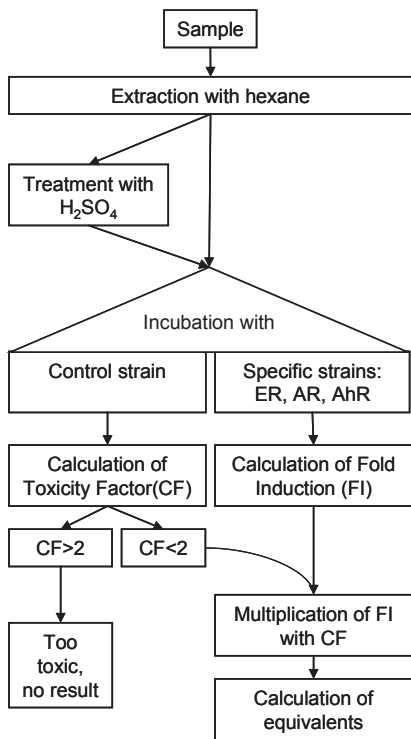 Sample
Extraction with hexane
Treatment with
H₂SO₄
Incubation with
Control strain
Specific strains:
ER, AR, AhR
Calculation of
Toxicity Factor(CF)
Calculation of Fold
Induction (FI)
CF>2
CF<2
Too
toxic,
no result
Multiplication of FI
with CF
Calculation of
equivalents